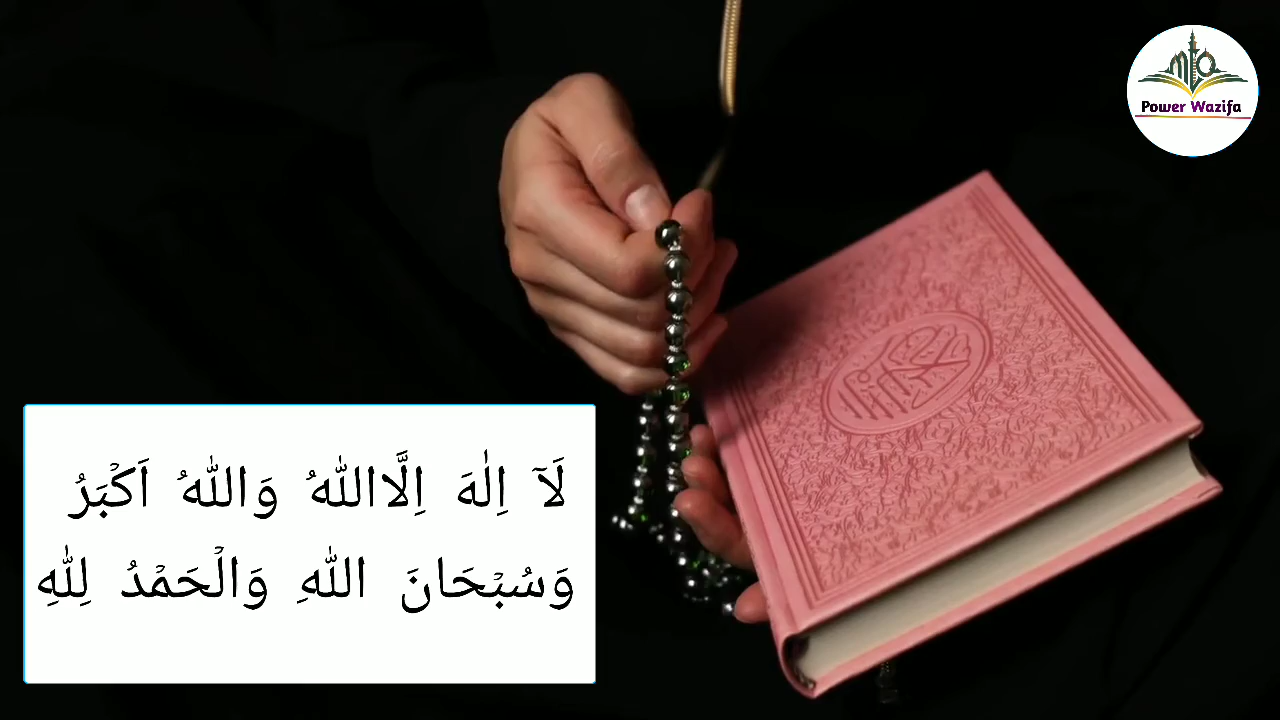 Power Wazifa
لَآ اِلٰهَ اِلَّااللّٰهُ وَاللّٰهُ اَكْبَرُ
وَسُبْحَانَ اللّٰهِ وَالْحَمْدُ لِلّٰهِ